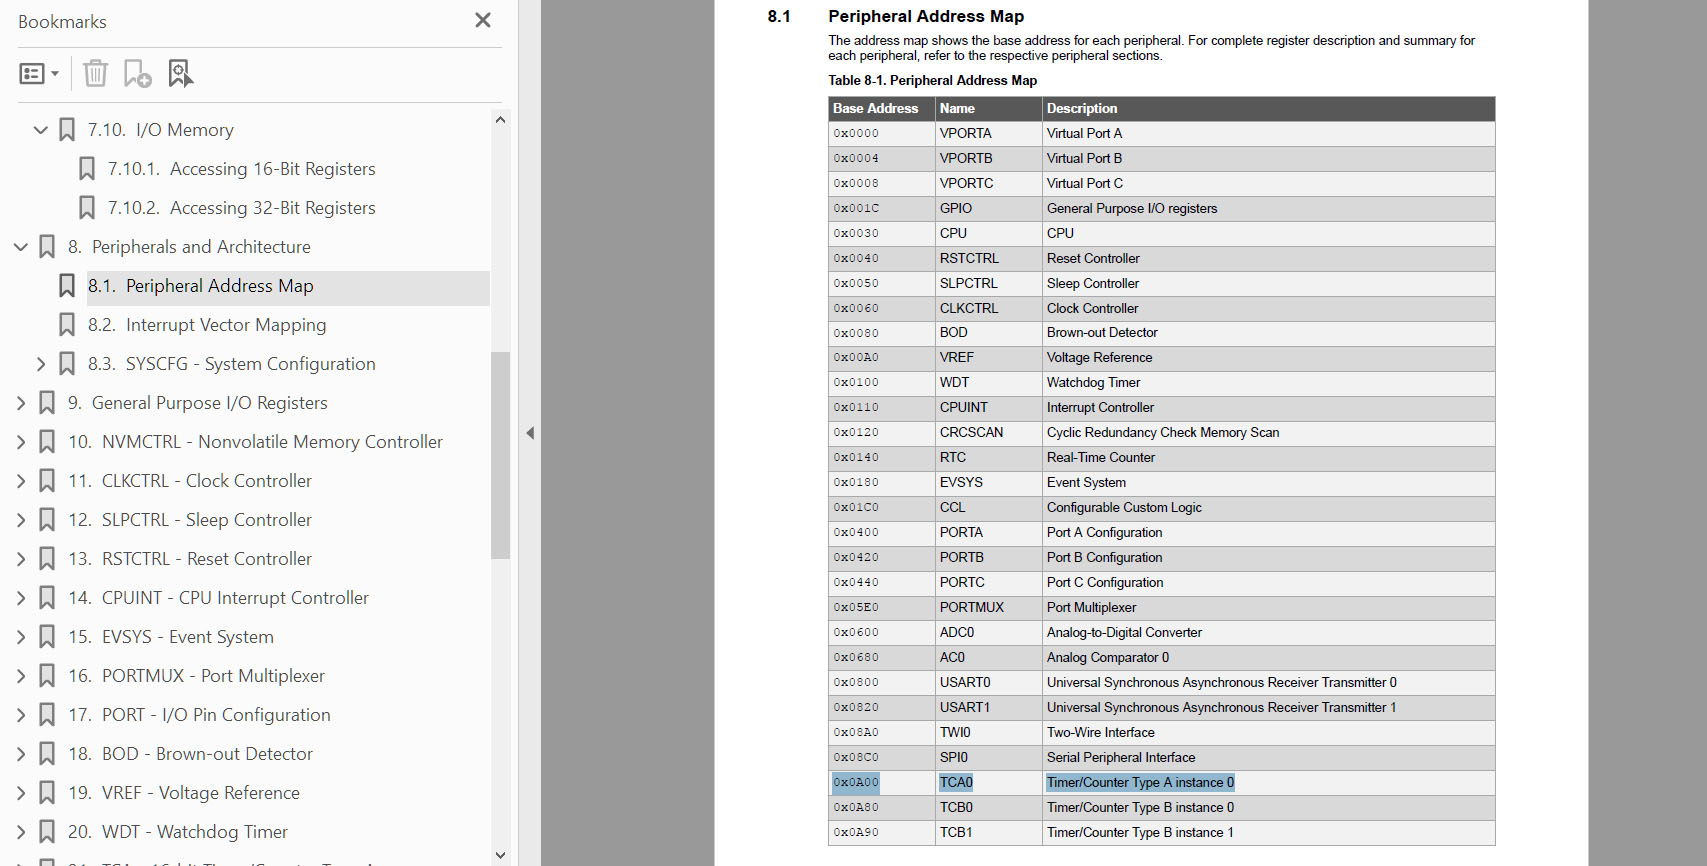 Bookmarks
7.10. I/O Memory
7.10.1. Accessing 16-Bit Registers
7.10.2. Accessing 32-Bit Registers
8. Peripherals and Architecture
8.1. Peripheral Address Map
8.2. Interrupt Vector Mapping
8.3. SYSCFG - System Configuration
9. General Purpose I/O Registers
10. NVMCTRL - Nonvolatile Memory Controller
11. CLKCTRL - Clock Controller
12. SLPCTRL - Sleep Controller
13. RSTCTRL - Reset Controller
14. CPUINT - CPU Interrupt Controller
15. EVSYS - Event System
16. PORTMUX - Port Multiplexer
17. PORT - I/O Pin Configuration
18. BOD - Brown-out Detector
19. VREF - Voltage Reference
20. WDT - Watchdog Timer
8.1 Peripheral Address Map
The address map shows the base address for each peripheral. For complete register description and summary for
each peripheral, refer to the respective peripheral sections.
Table 8-1. Peripheral Address Map
Base Address Name Description
0x0000 VPORTA Virtual Port A
0x0004 VPORTB Virtual Port B
0x0008 VPORTC Virtual Port C
0x001C GPIO General Purpose I/O registers
0x0030 CPU CPU
0x0040 RSTCTRL Reset Controller
0x0050 SLPCTRL Sleep Controller
0x0060 CLKCTRL Clock Controller
0x0080 BOD Brown-out Detector
0x00A0 VREF Voltage Reference
0x0100 WDT Watchdog Timer
0x0110 CPUINT Interrupt Controller
0x0120 CRCSCAN Cyclic Redundancy Check Memory Scan
0x0140 RTC Real-Time Counter
0x0180 EVSYS Event System
0x01C0 CCL Configurable Custom Logic
0x0400 PORTA Port A Configuration
0x0420 PORTB Port B Configuration
0x0440 PORTC Port C Configuration
0x05E0 PORTMUX Port Multiplexer
0x0600 ADC0 Analog-to-Digital Converter
0x0680 AC0 Analog Comparator 0
0x0800 USART0 Universal Synchronous Asynchronous Receiver Transmitter 0
0x0820 USART1 Universal Synchronous Asynchronous Receiver Transmitter 1
0x08A0 TWI0 Two-Wire Interface
0x08C0 SPI0 Serial Peripheral Interface
0x0A00 TCA0 Timer/Counter Type A instance 0
0x0A80 TCB0 Timer/Counter Type B instance 0
0x0A90 TCB1 Timer/Counter Type B instance 1